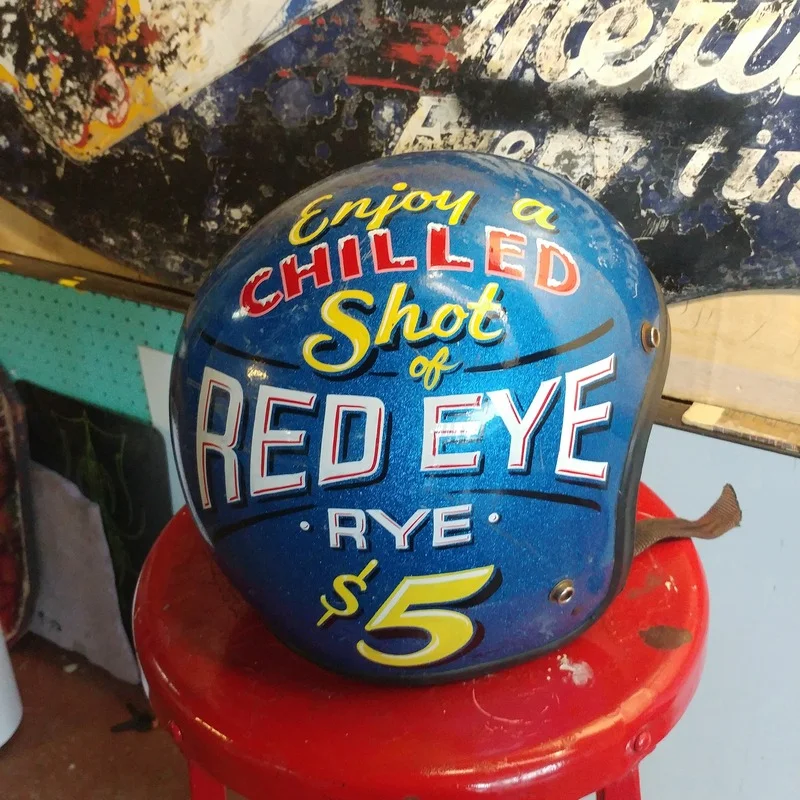 Enjoy a
CHILLED
Shot
of
RED EYE
• RYE •
$5